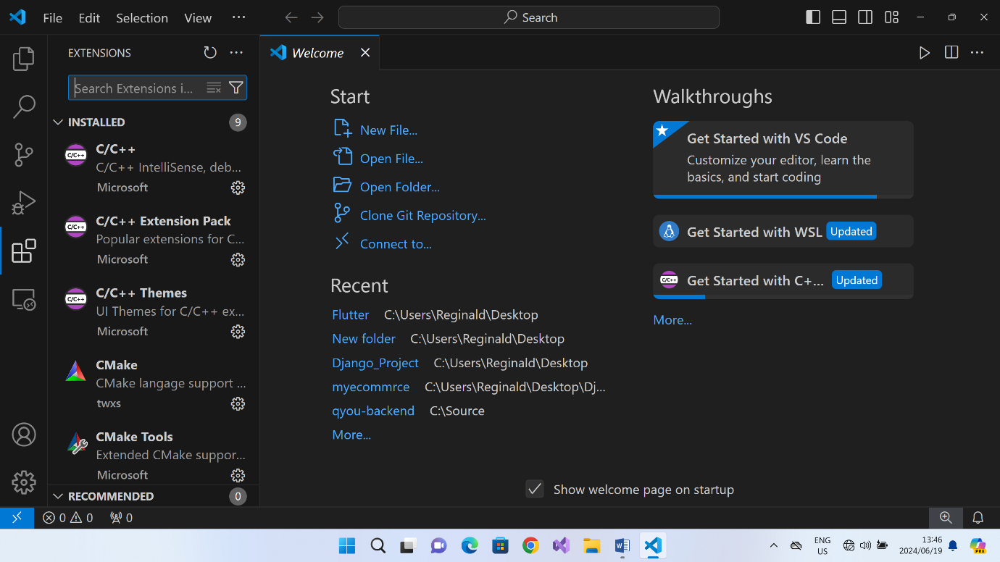 File Edit Selection View ···
Search
EXTENSIONS
Search Extensions i...
INSTALLED 9
C/C++
C/C++
C/C++ IntelliSense, deb...
Microsoft
C/C++
C/C++ Extension Pack
Popular extensions for C...
Microsoft
C/C++
C/C++ Themes
UI Themes for C/C++ ex...
Microsoft
CMake
CMake langage support ...
twxs
CMake Tools
Extended CMake suppor...
Microsoft
RECOMMENDED 0
Welcome
Start
New File...
Open File...
Open Folder...
Clone Git Repository...
Connect to...
Recent
Flutter C:\Users\Reginald\Desktop
New folder C:\Users\Reginald\Desktop
Django_Project C:\Users\Reginald\Desktop
myecommrce C:\Users\Reginald\Desktop\Dj...
qyou-backend C:\Source
More...
Walkthroughs
Get Started with VS Code
Customize your editor, learn the
basics, and start coding
Get Started with WSL Updated
C/C++
Get Started with C+... Updated
More...
Show welcome page on startup
0 0 0
ENG
US
13:46
2024/06/19
PRE